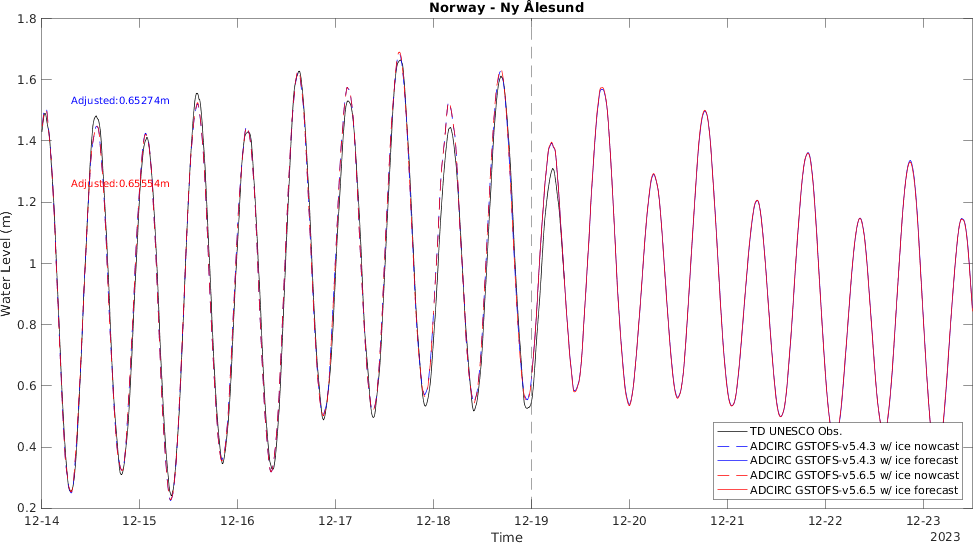 Norway - Ny Ålesund
1.8
1.6
1.4
1.2
1
0.8
0.6
0.4
0.2
Water Level (m)
Adjusted:0.65274m
Adjusted:0.65554m
TD UNESCO Obs.
ADCIRC GSTOFS-v5.4.3 w/ ice nowcast
ADCIRC GSTOFS-v5.4.3 w/ ice forecast
ADCIRC GSTOFS-v5.6.5 w/ ice nowcast
ADCIRC GSTOFS-v5.6.5 w/ ice forecast
12-14 12-15 12-16 12-17 12-18 12-19 12-20 12-21 12-22 12-23
Time
2023